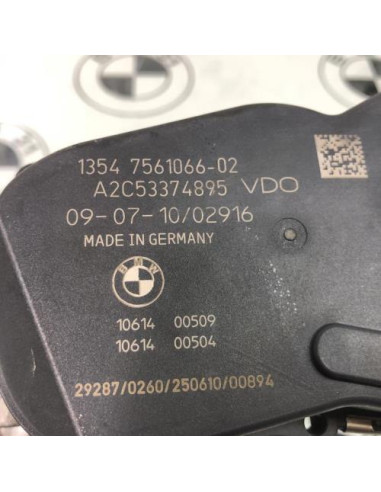 1354 7561066-02
A2C53374895 VDO
09-07-10/02916
MADE IN GERMANY
BMW
10614 00509
10614 00504
29287/0260/250610/00894